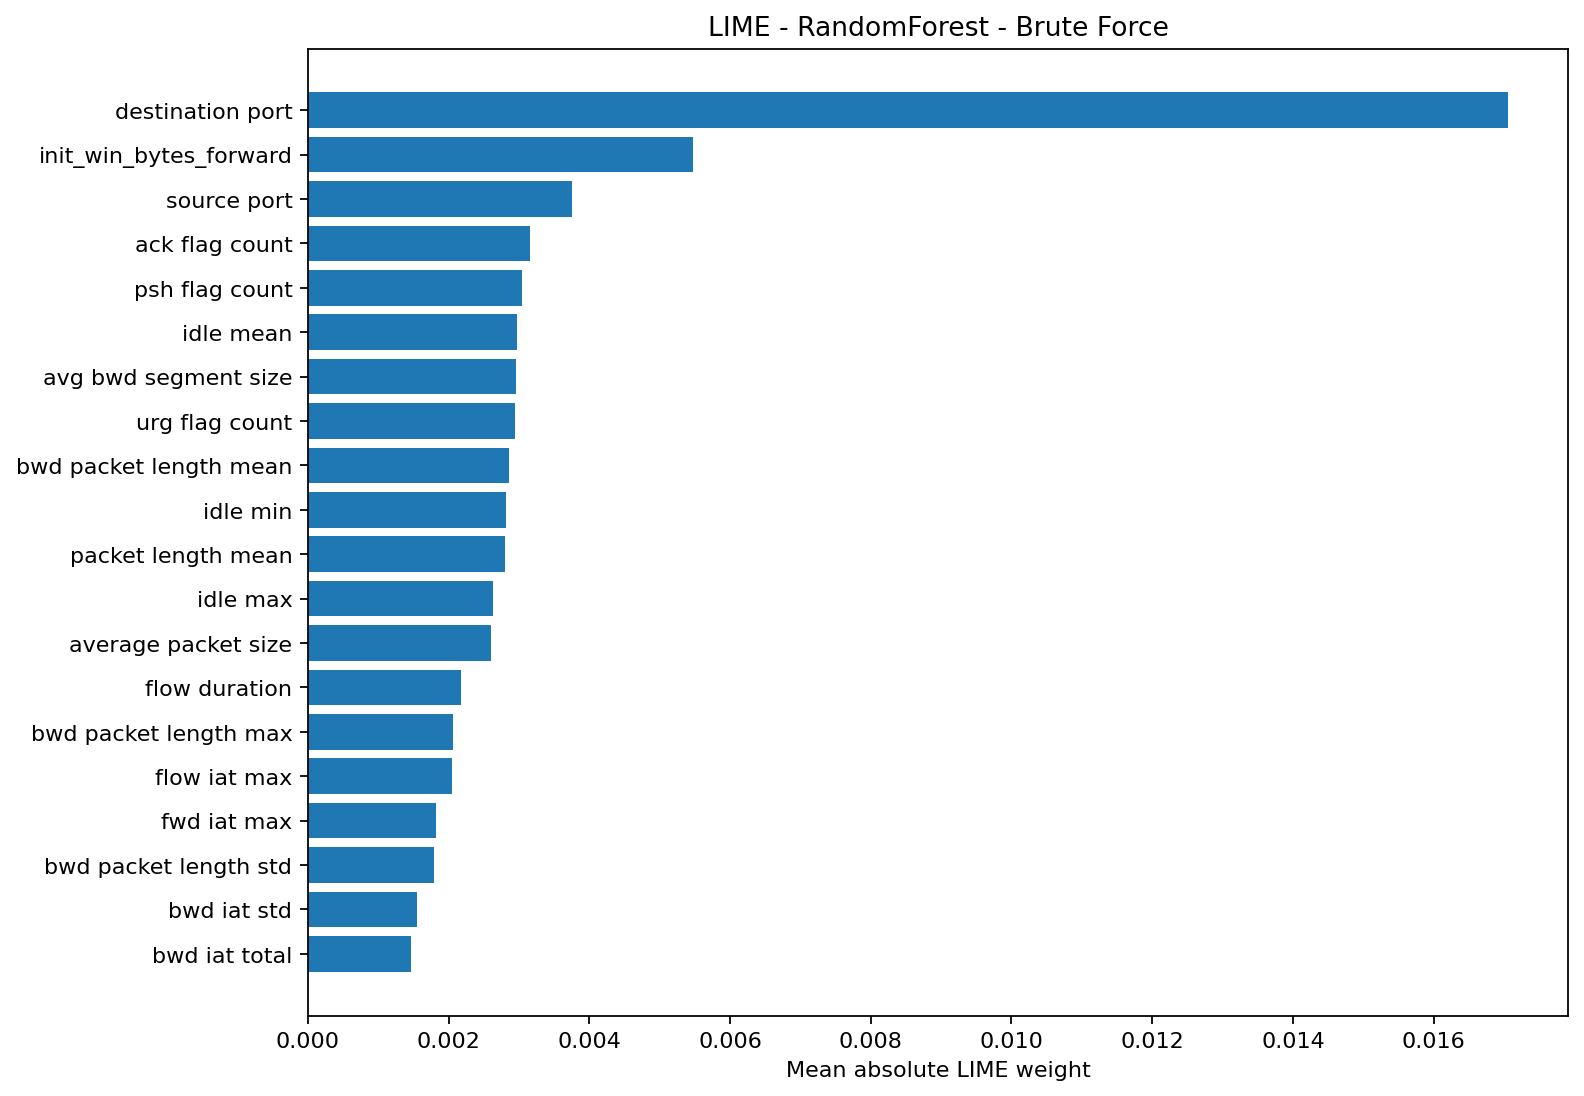 LIME - RandomForest - Brute Force
destination port
init_win_bytes_forward
source port
ack flag count
psh flag count
idle mean
avg bwd segment size
urg flag count
bwd packet length mean
idle min
packet length mean
idle max
average packet size
flow duration
bwd packet length max
flow iat max
fwd iat max
bwd packet length std
bwd iat std
bwd iat total
0.000 0.002 0.004 0.006 0.008 0.010 0.012 0.014 0.016
Mean absolute LIME weight